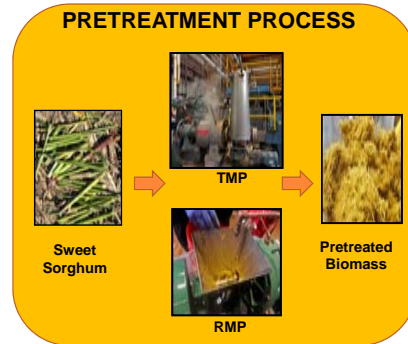 PRETREATMENT PROCESS
TMP
Sweet
Sorghum
Pretreated
Biomass
RMP